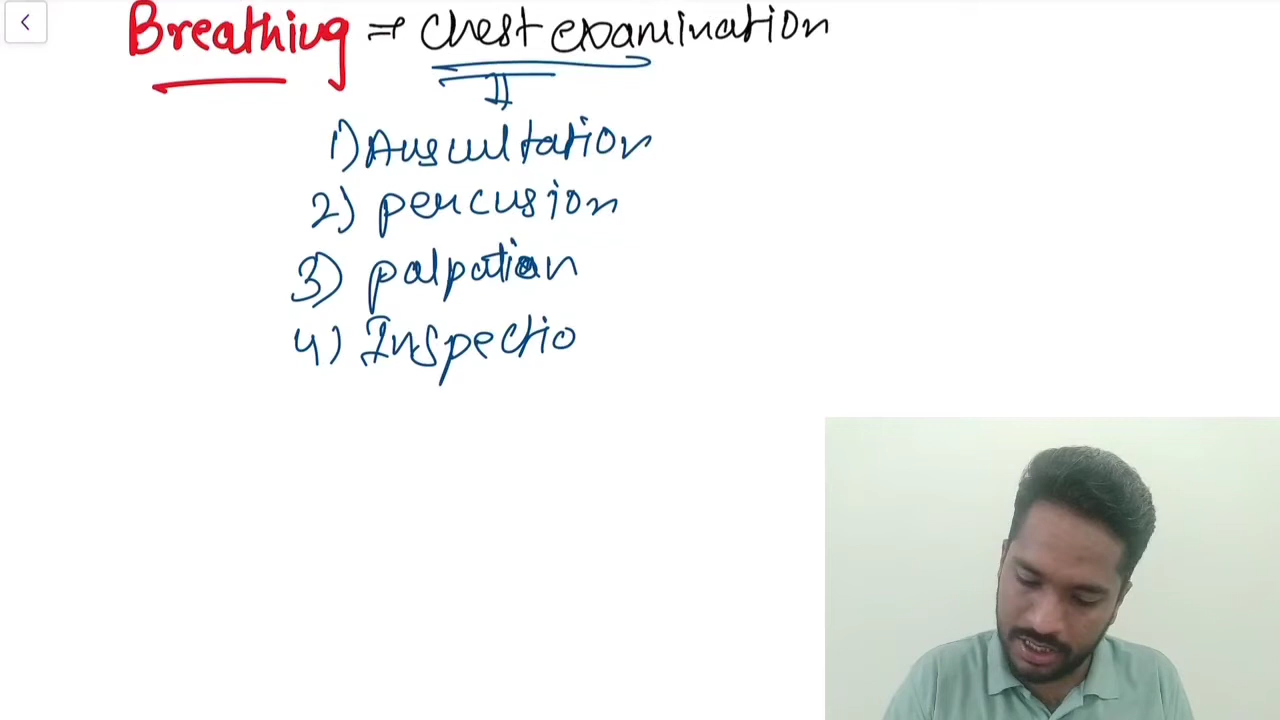 Breathing ⇒ chest examination
1) Auscultation
2) percusion
3) palpation
4) Inspectio